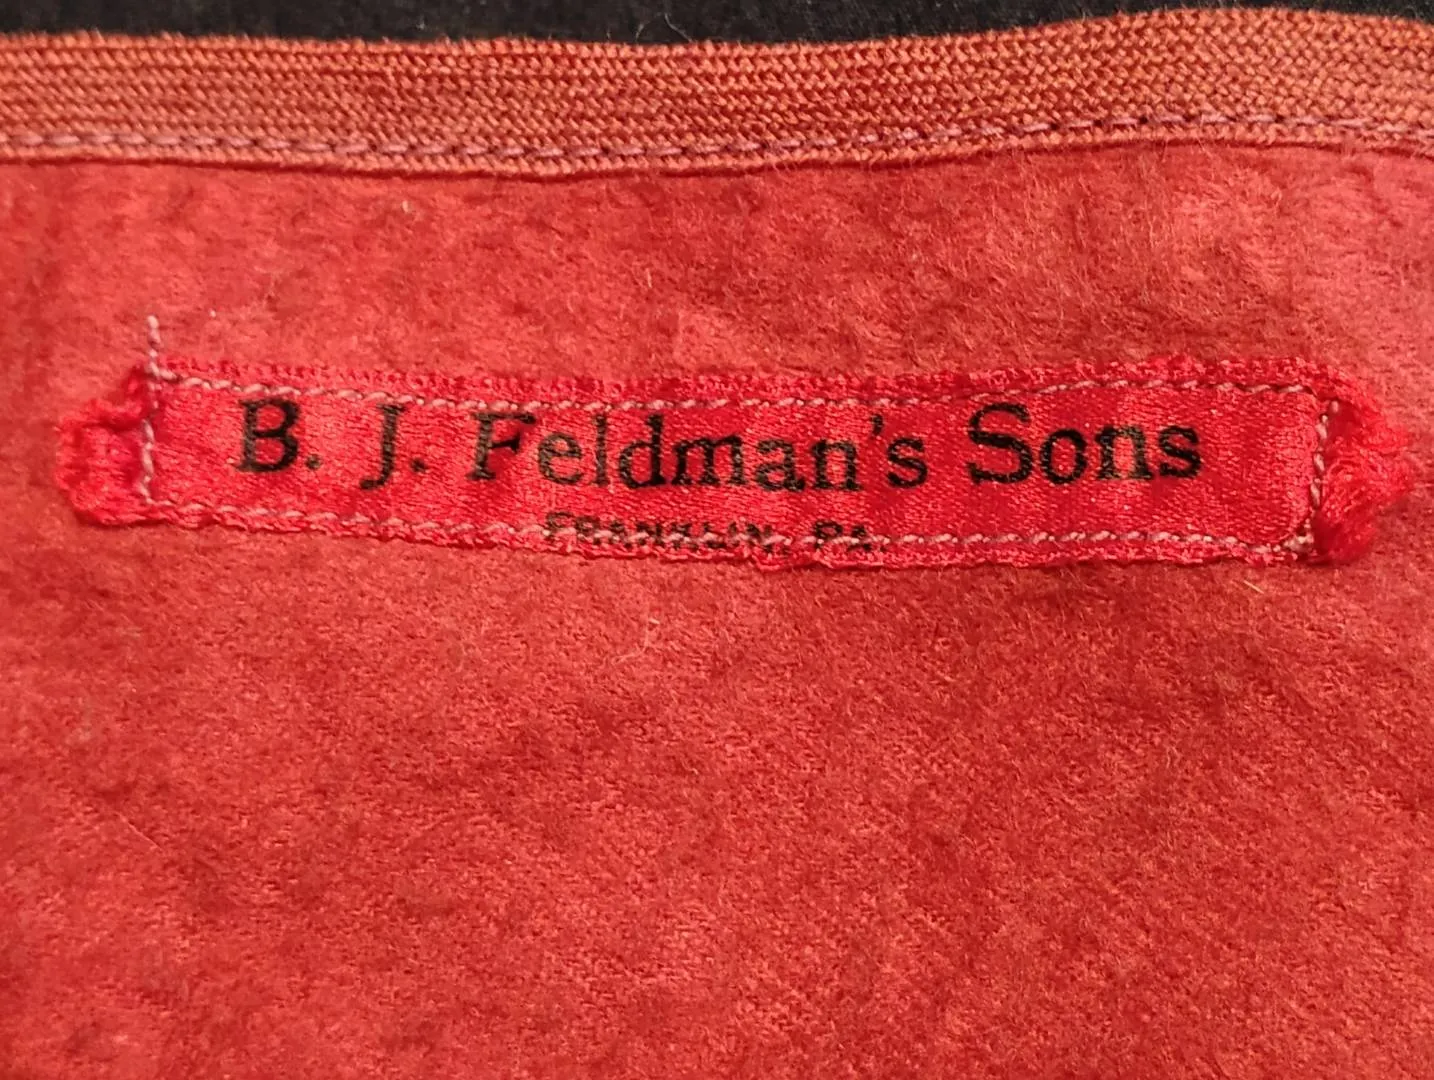 B. J. Feldman's Sons
FRANKLIN, PA.